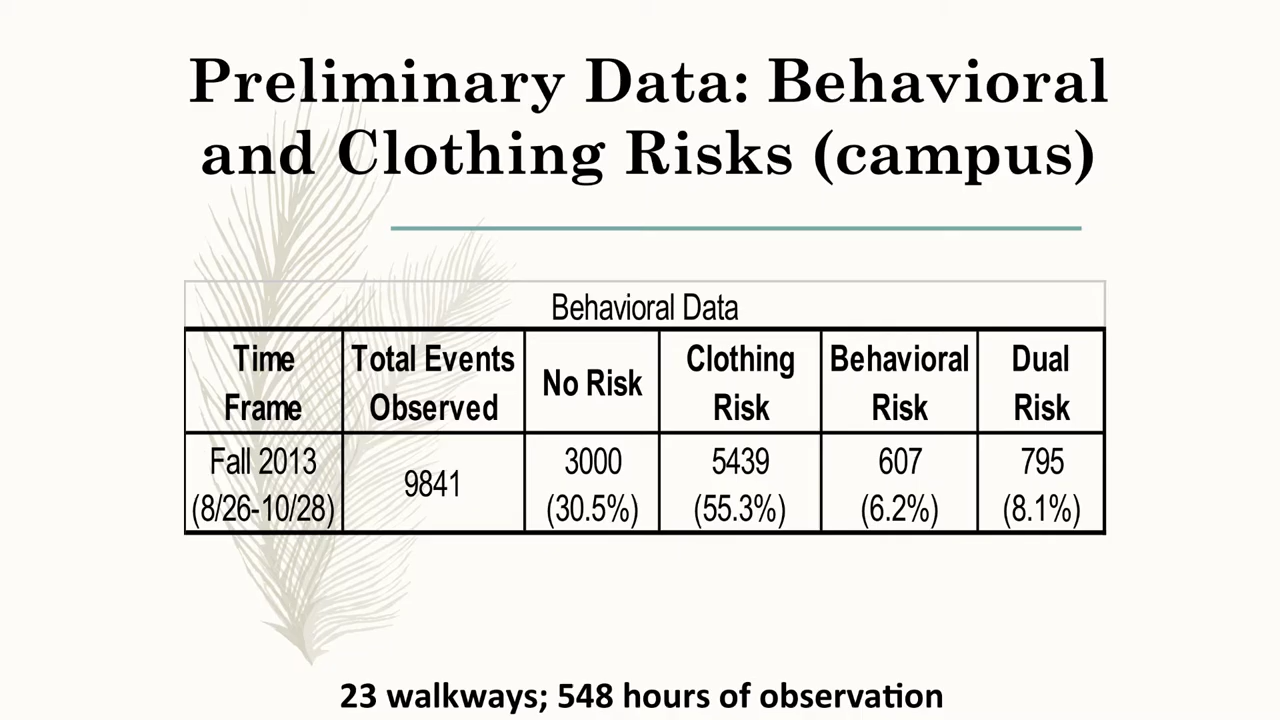 Preliminary Data: Behavioral
and Clothing Risks (campus)
Behavioral Data
Time Frame
Total Events Observed
No Risk
Clothing Risk
Behavioral Risk
Dual Risk
Fall 2013 (8/26-10/28)
9841
3000 (30.5%)
5439 (55.3%)
607 (6.2%)
795 (8.1%)
23 walkways; 548 hours of observation